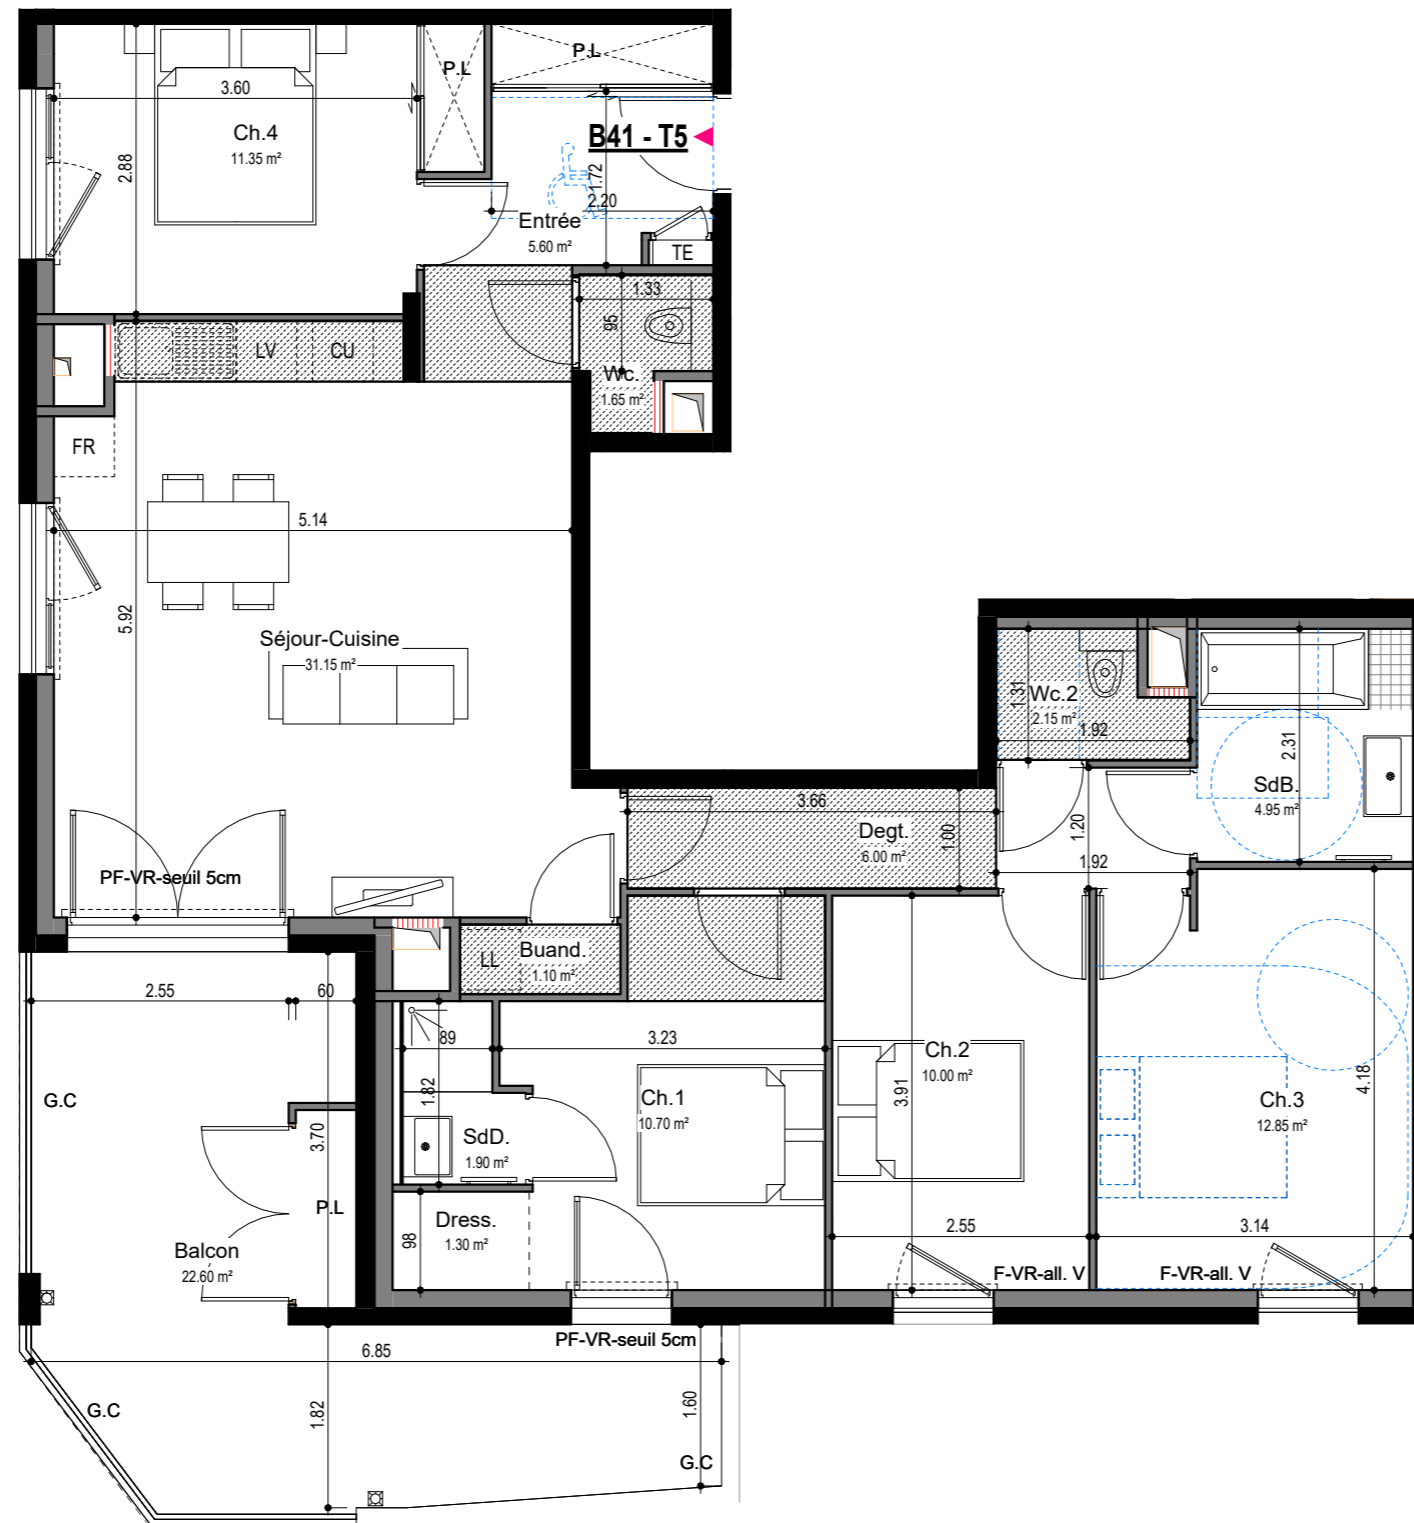 P.L
P.L
3.60
B41 - T5
Ch.4
11.35 m²
2.88
1.72
2.20
Entrée
5.60 m²
TE
1.33
95
LV
CU
Wc.
1.65 m²
FR
5.14
5.92
Séjour-Cuisine
31.15 m²
1.31
Wc.2
2.15 m²
1.92
2.31
SdB.
4.95 m²
3.66
Degt.
6.00 m²
1.00
1.20
1.92
PF-VR-seuil 5cm
LL
Buand.
1.10 m²
2.55
60
89
3.23
G.C
Ch.1
10.70 m²
Ch.2
10.00 m²
3.91
Ch.3
12.85 m²
4.18
1.82
SdD.
1.90 m²
3.70
P.L
Dress.
1.30 m²
98
Balcon
22.60 m²
2.55
3.14
F-VR-all. V
F-VR-all. V
PF-VR-seuil 5cm
6.85
G.C
1.82
1.60
G.C